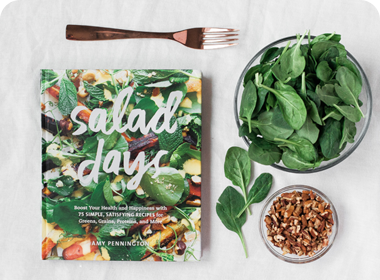 salad
days
Boost Your Health and Happiness with
75 SIMPLE, SATISFYING RECIPES for
Greens, Grains, Proteins, and More
AMY PENNINGTON